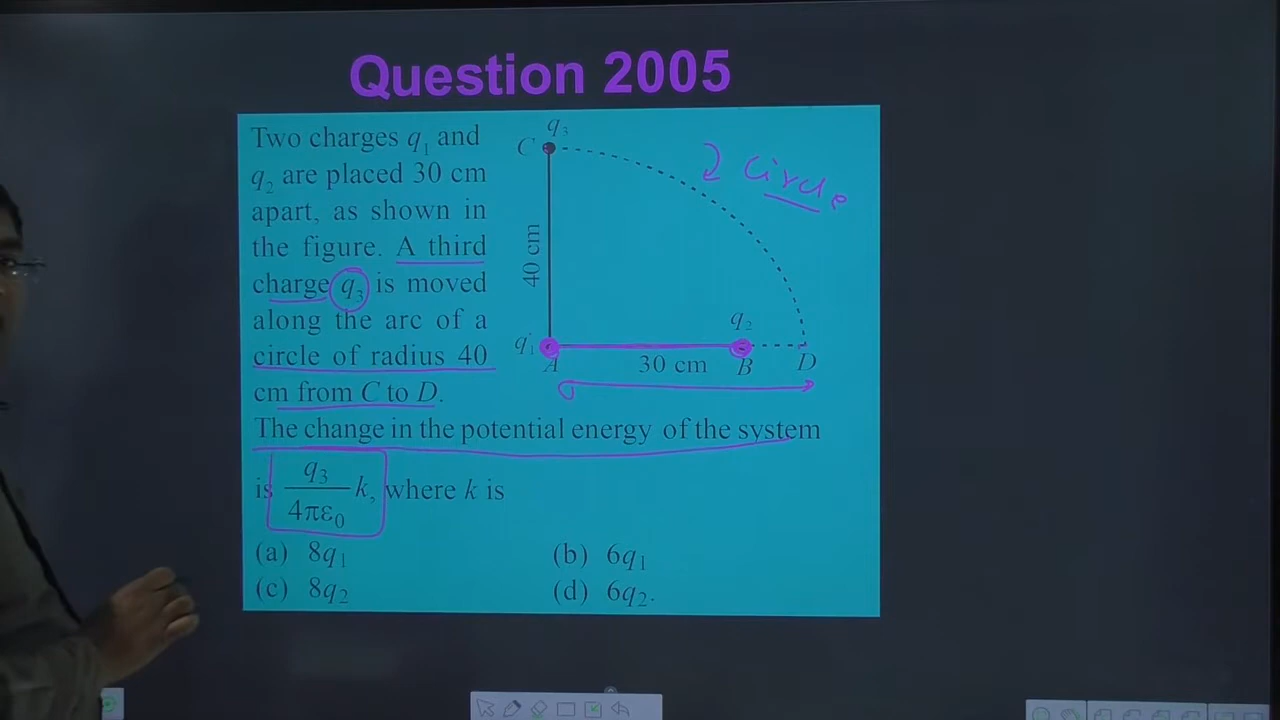 Question 2005
Two charges q₁ and
q₂ are placed 30 cm
apart, as shown in
the figure. A third
charge q₃ is moved
along the arc of a
circle of radius 40
cm from C to D.
q₃
C
Circle
40 cm
q₁
q₂
A
30 cm
B
D
The change in the potential energy of the system
is q₃/4πε₀ k, where k is
(a) 8q₁
(b) 6q₁
(c) 8q₂
(d) 6q₂.